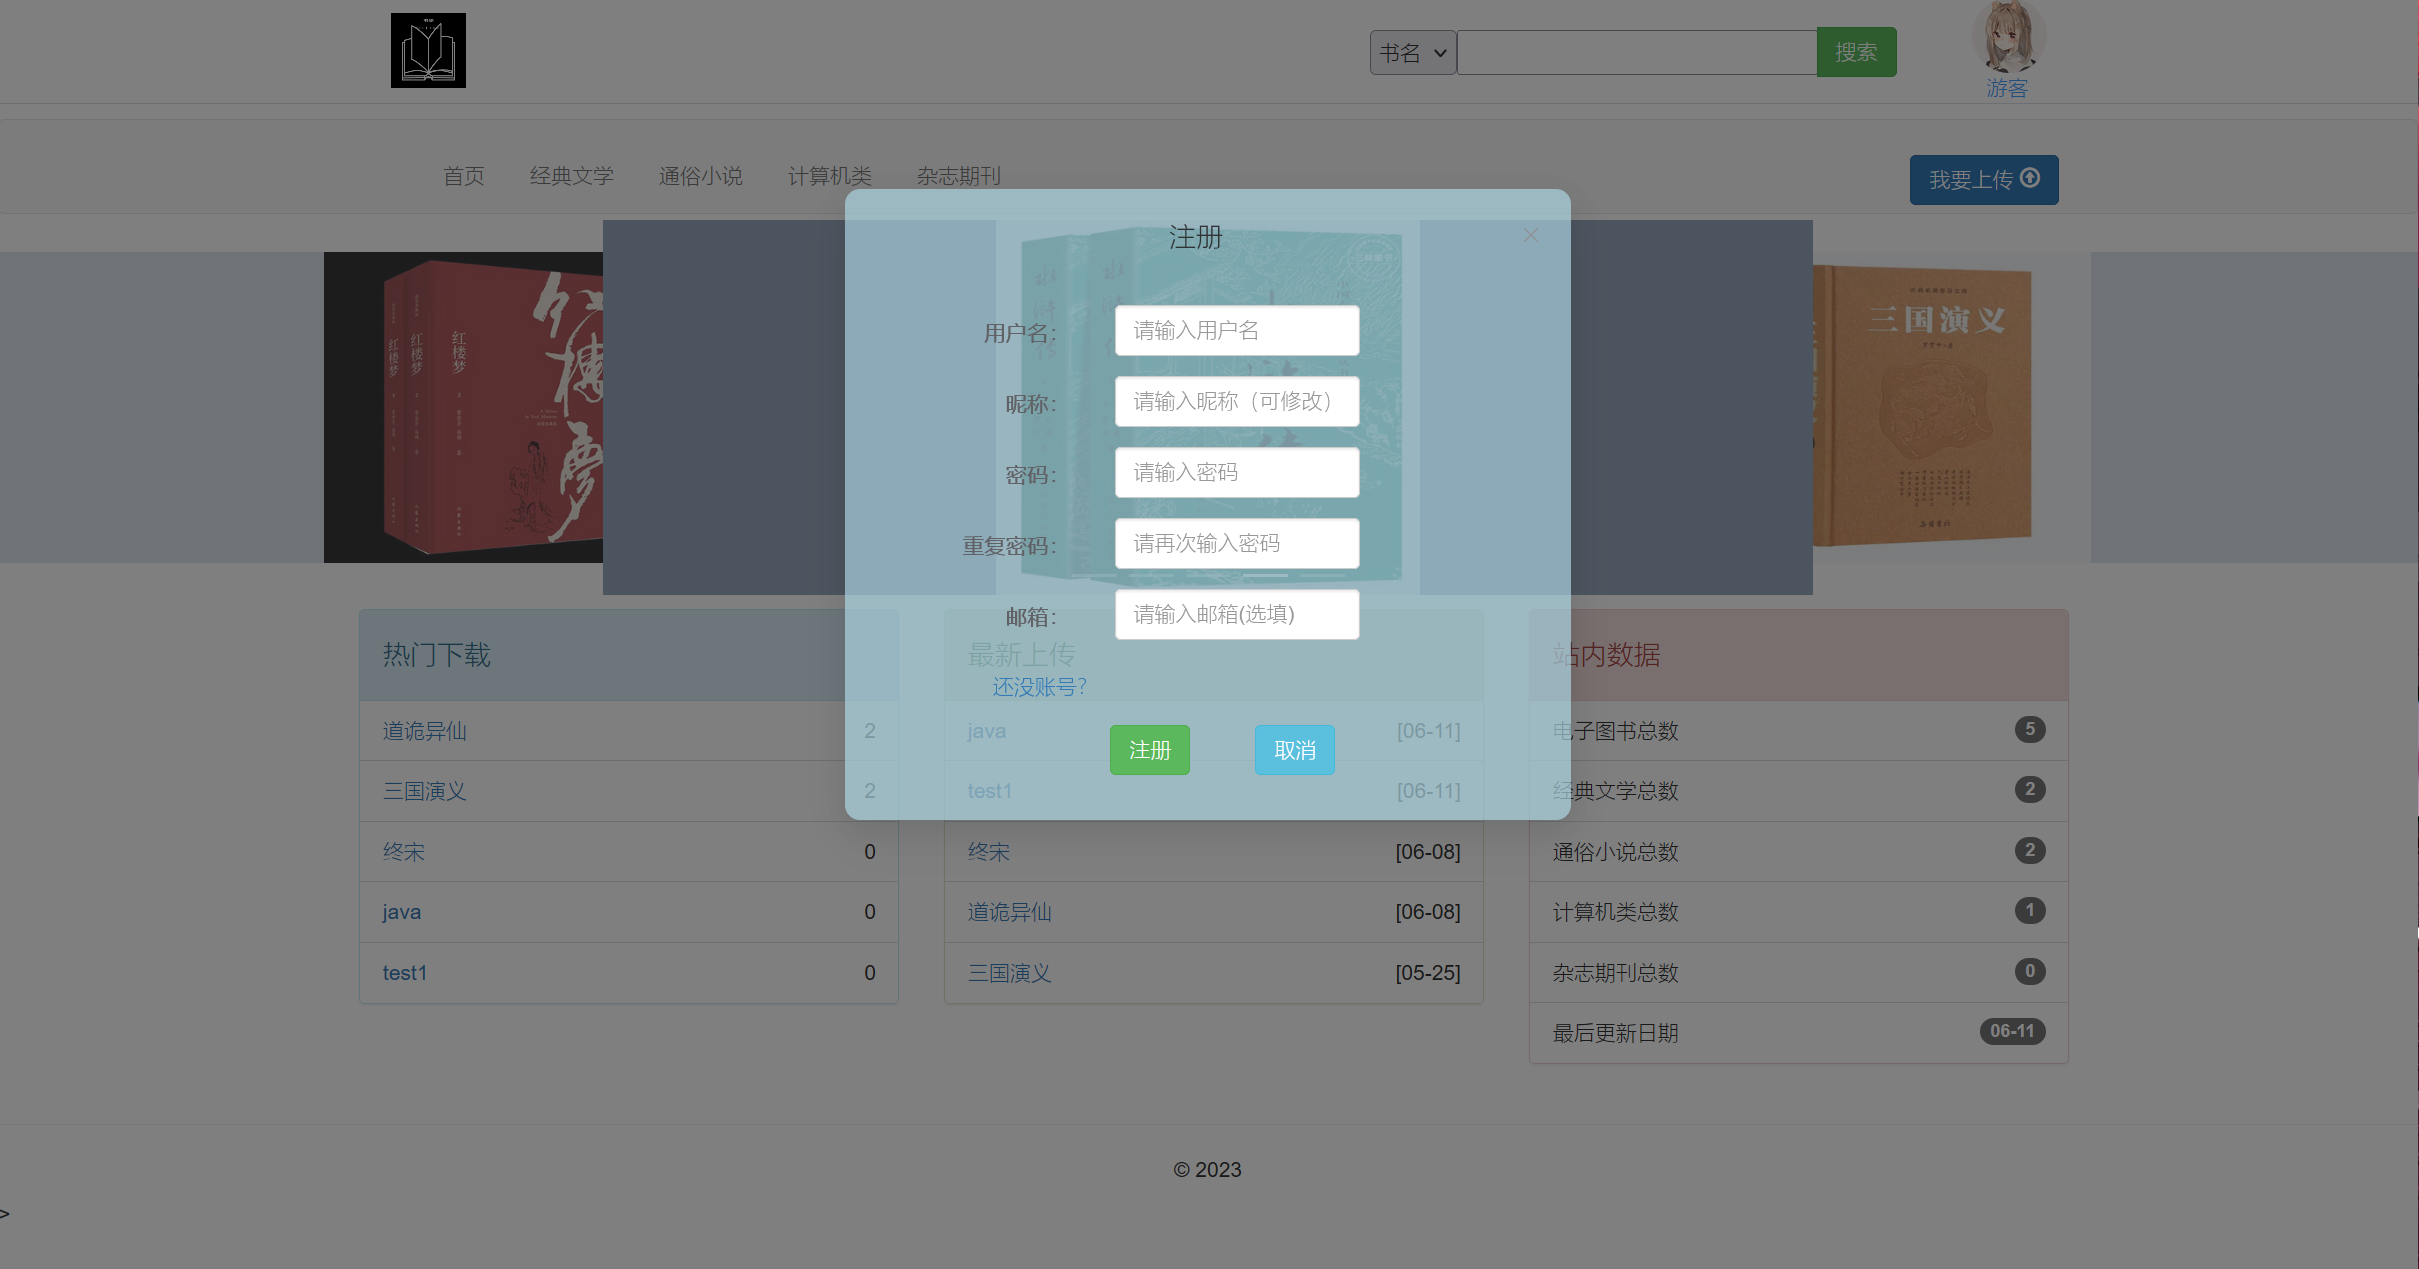 书名
搜索
游客
首页 经典文学 通俗小说 计算机类 杂志期刊
我要上传
注册
×
用户名：
请输入用户名
昵称：
请输入昵称（可修改）
密码：
请输入密码
重复密码：
请再次输入密码
邮箱：
请输入邮箱(选填)
还没账号?
注册
取消
红楼梦
红楼梦
红楼梦
红楼梦
水浒传
水浒传
三国演义
热门下载
道诡异仙 2
三国演义 2
终宋 0
java 0
test1 0
最新上传
java [06-11]
test1 [06-11]
终宋 [06-08]
道诡异仙 [06-08]
三国演义 [05-25]
站内数据
电子图书总数 5
经典文学总数 2
通俗小说总数 2
计算机类总数 1
杂志期刊总数 0
最后更新日期 06-11
© 2023
>